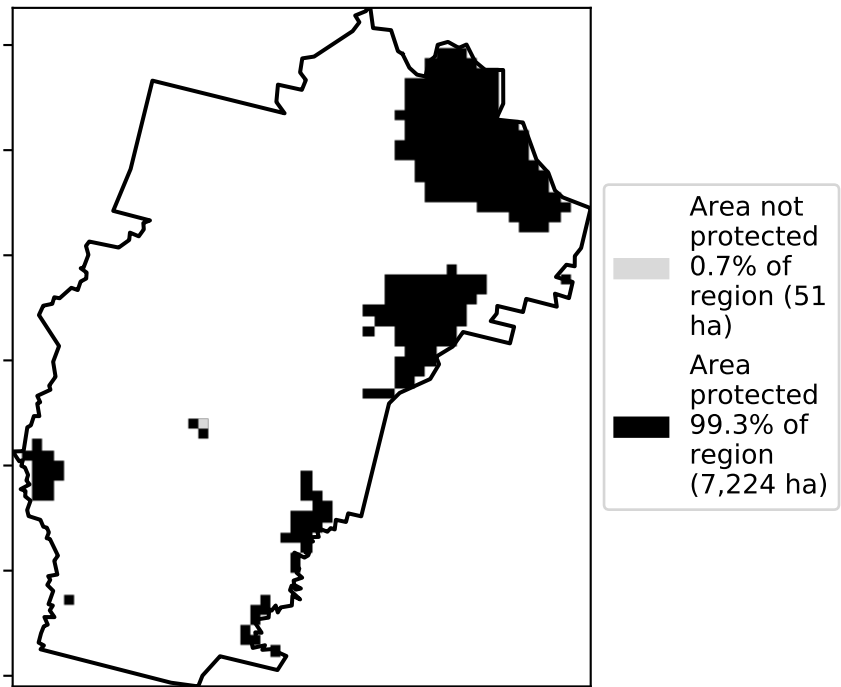 Area not
protected
0.7% of
region (51
ha)
Area
protected
99.3% of
region
(7,224 ha)